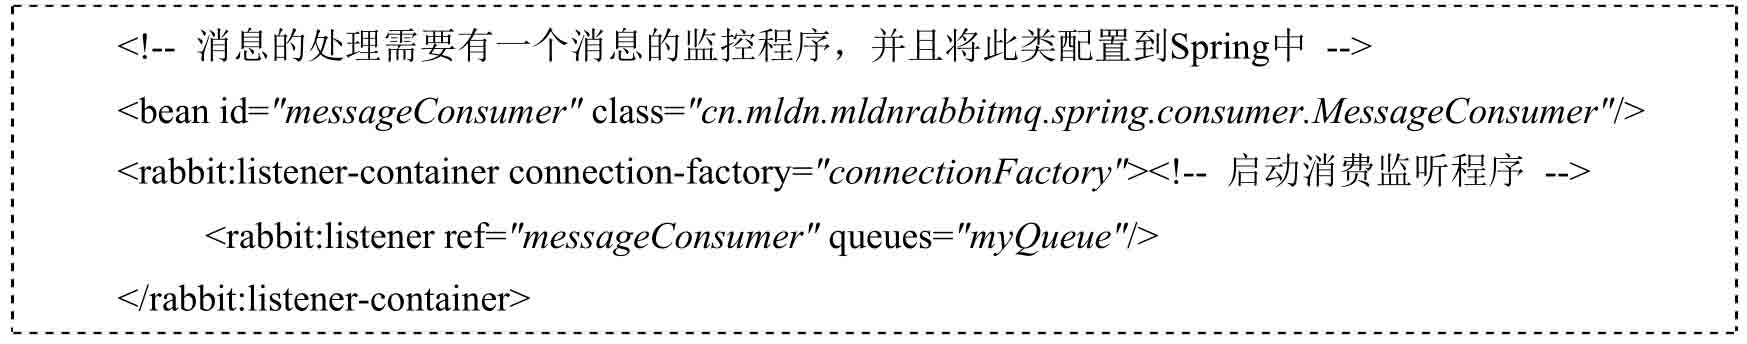 <!-- 消息的处理需要有一个消息的监控程序，并且将此类配置到Spring中 -->
<bean id="messageConsumer" class="cn.mldn.mldnrabbitmq.spring.consumer.MessageConsumer"/>
<rabbit:listener-container connection-factory="connectionFactory"><!-- 启动消费监听程序 -->
<rabbit:listener ref="messageConsumer" queues="myQueue"/>
</rabbit:listener-container>